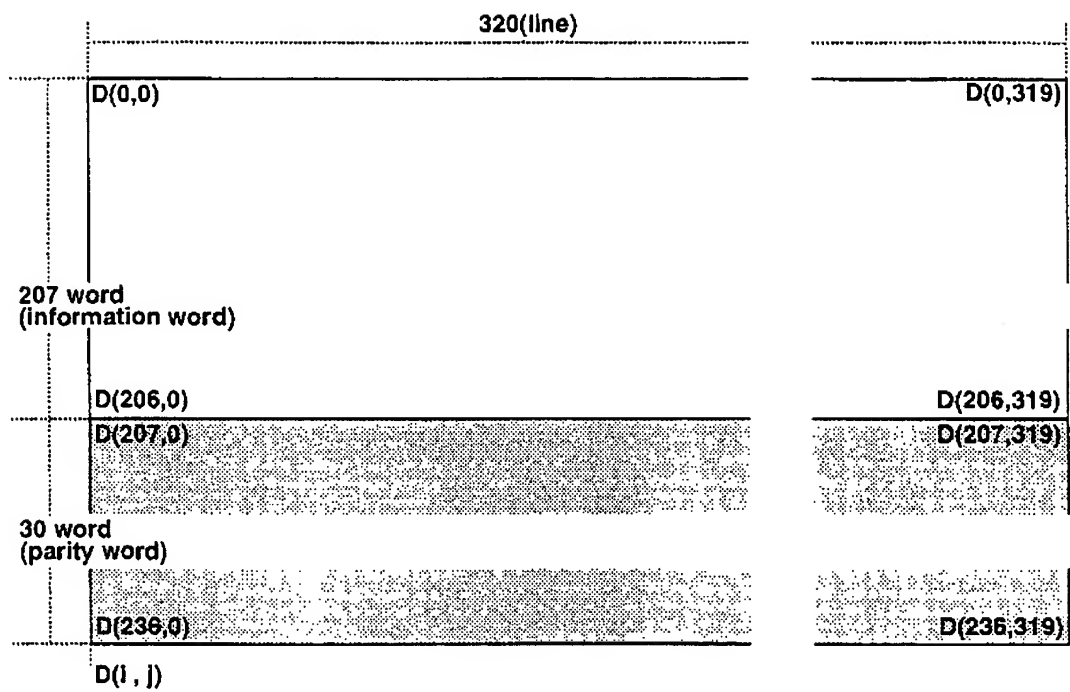 320(line)
D(0,0) D(0,319)
207 word
(information word)
D(206,0) D(206,319)
D(207,0) D(207,319)
30 word
(parity word)
D(236,0) D(236,319)
D(i , j)